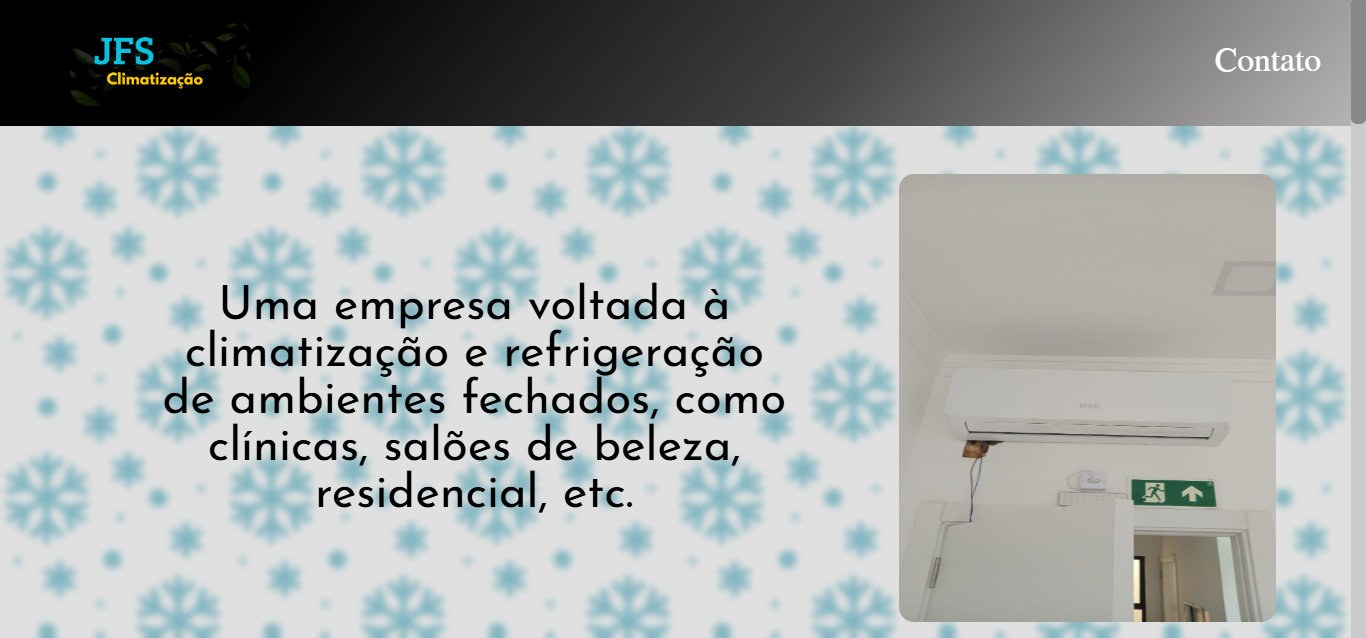 JFS
Climatização
Contato
Uma empresa voltada à
climatização e refrigeração
de ambientes fechados, como
clínicas, salões de beleza,
residencial, etc.